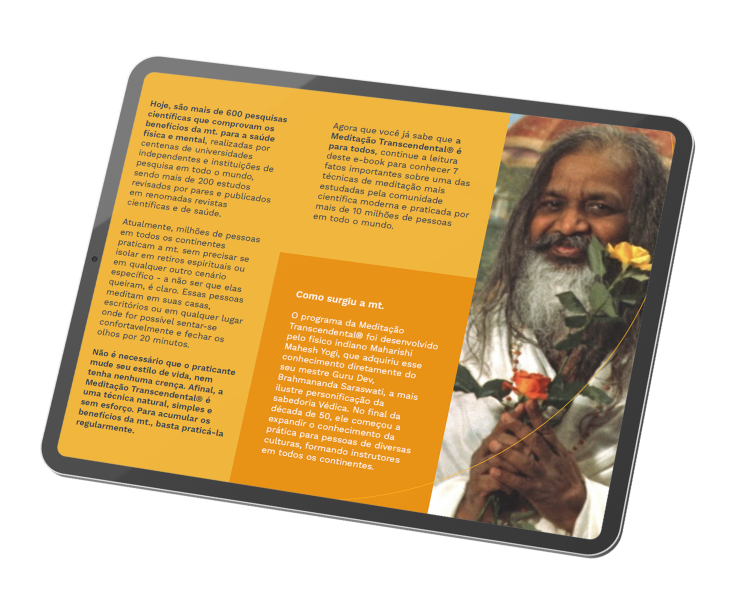 Hoje, são mais de 600 pesquisas
científicas que comprovam os
benefícios da mt. para a saúde
física e mental, realizadas por
centenas de universidades
independentes e instituições de
pesquisa em todo o mundo,
sendo mais de 200 estudos
revisados por pares e publicados
em renomadas revistas
científicas e de saúde.
Atualmente, milhões de pessoas
em todos os continentes
praticam a mt. sem precisar se
isolar em retiros espirituais ou
em qualquer outro cenário
específico - a não ser que elas
queiram, é claro. Essas pessoas
meditam em suas casas,
escritórios ou em qualquer lugar
onde for possível sentar-se
confortavelmente e fechar os
olhos por 20 minutos.
Não é necessário que o praticante
mude seu estilo de vida, nem
tenha nenhuma crença. Afinal, a
Meditação Transcendental® é
uma técnica natural, simples e
sem esforço. Para acumular os
benefícios da mt., basta praticá-la
regularmente.
Agora que você já sabe que a
Meditação Transcendental® é
para todos, continue a leitura
deste e-book para conhecer 7
fatos importantes sobre uma das
técnicas de meditação mais
estudadas pela comunidade
científica moderna e praticada por
mais de 10 milhões de pessoas
em todo o mundo.
Como surgiu a mt.
O programa da Meditação
Transcendental® foi desenvolvido
pelo físico indiano Maharishi
Mahesh Yogi, que adquiriu esse
conhecimento diretamente do
seu mestre Guru Dev,
Brahmananda Saraswati, a mais
ilustre personificação da
sabedoria Védica. No final da
década de 50, ele começou a
expandir o conhecimento da
prática para pessoas de diversas
culturas, formando instrutores
em todos os continentes.